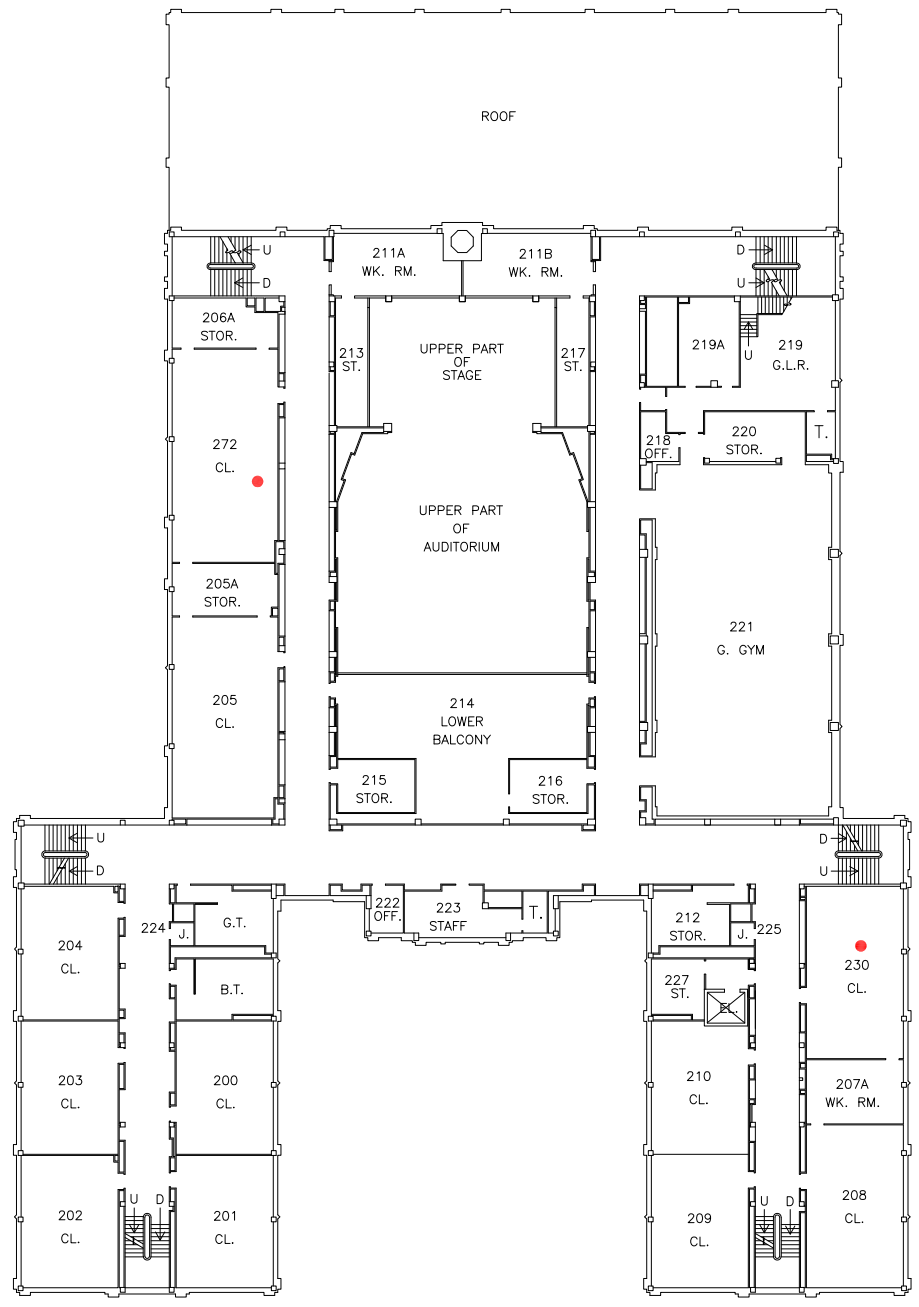 ROOF
U
D
211A
WK. RM.
211B
WK. RM.
D
U
206A
STOR.
213
ST.
UPPER PART
OF
STAGE
217
ST.
219A
U
219
G.L.R.
272
CL.
218
OFF.
220
STOR.
T.
UPPER PART
OF
AUDITORIUM
205A
STOR.
221
G. GYM
205
CL.
214
LOWER
BALCONY
215
STOR.
216
STOR.
U
D
D
U
204
CL.
224
J.
G.T.
222
OFF.
223
STAFF
T.
212
STOR.
J.
225
230
CL.
B.T.
227
ST.
EL.
203
CL.
200
CL.
210
CL.
207A
WK. RM.
202
CL.
U
D
201
CL.
209
CL.
U
D
208
CL.